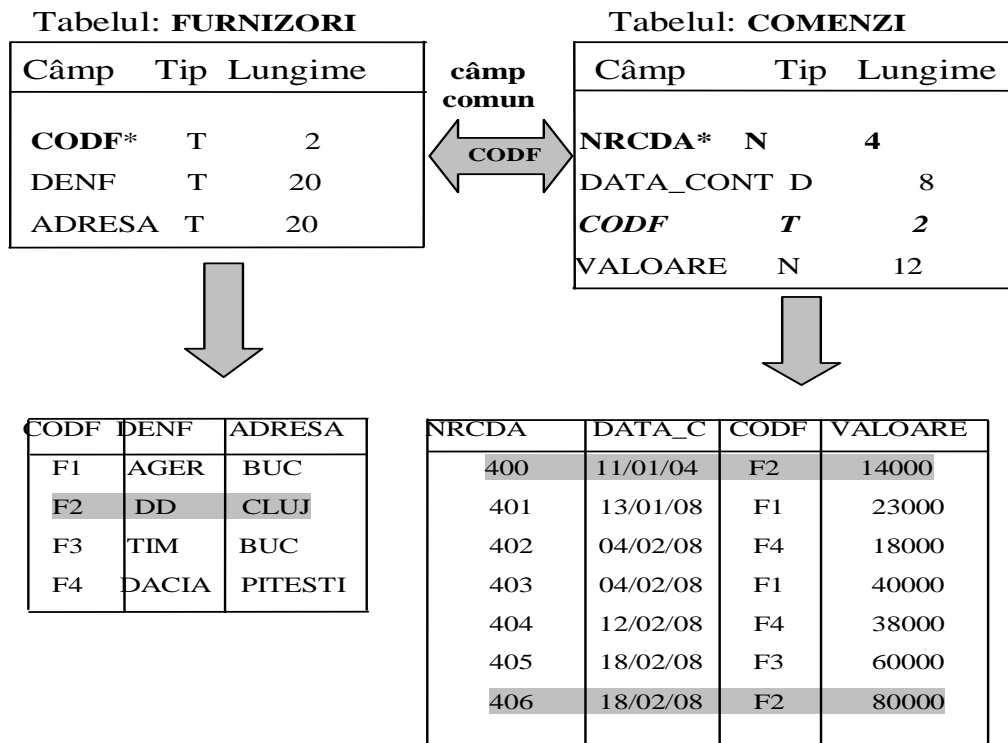 Tabelul: FURNIZORI
Câmp Tip Lungime
CODF* T 2
DENF T 20
ADRESA T 20
câmp
comun
CODF
Tabelul: COMENZI
Câmp Tip Lungime
NRCDA* N 4
DATA_CONT D 8
CODF T 2
VALOARE N 12
CODF DENF ADRESA
F1 AGER BUC
F2 DD CLUJ
F3 TIM BUC
F4 DACIA PITESTI
NRCDA DATA_C CODF VALOARE
400 11/01/04 F2 14000
401 13/01/08 F1 23000
402 04/02/08 F4 18000
403 04/02/08 F1 40000
404 12/02/08 F4 38000
405 18/02/08 F3 60000
406 18/02/08 F2 80000